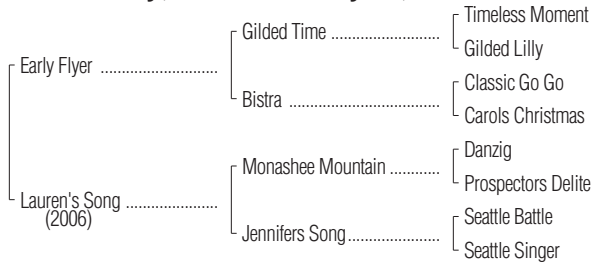 Timeless Moment
Gilded Time ......................
Gilded Lilly
Early Flyer ........................
Classic Go Go
Bistra ...............................
Carols Christmas
Danzig
Monashee Mountain ..........
Prospectors Delite
Lauren's Song ...................
(2006)
Seattle Battle
Jennifers Song...................
Seattle Singer